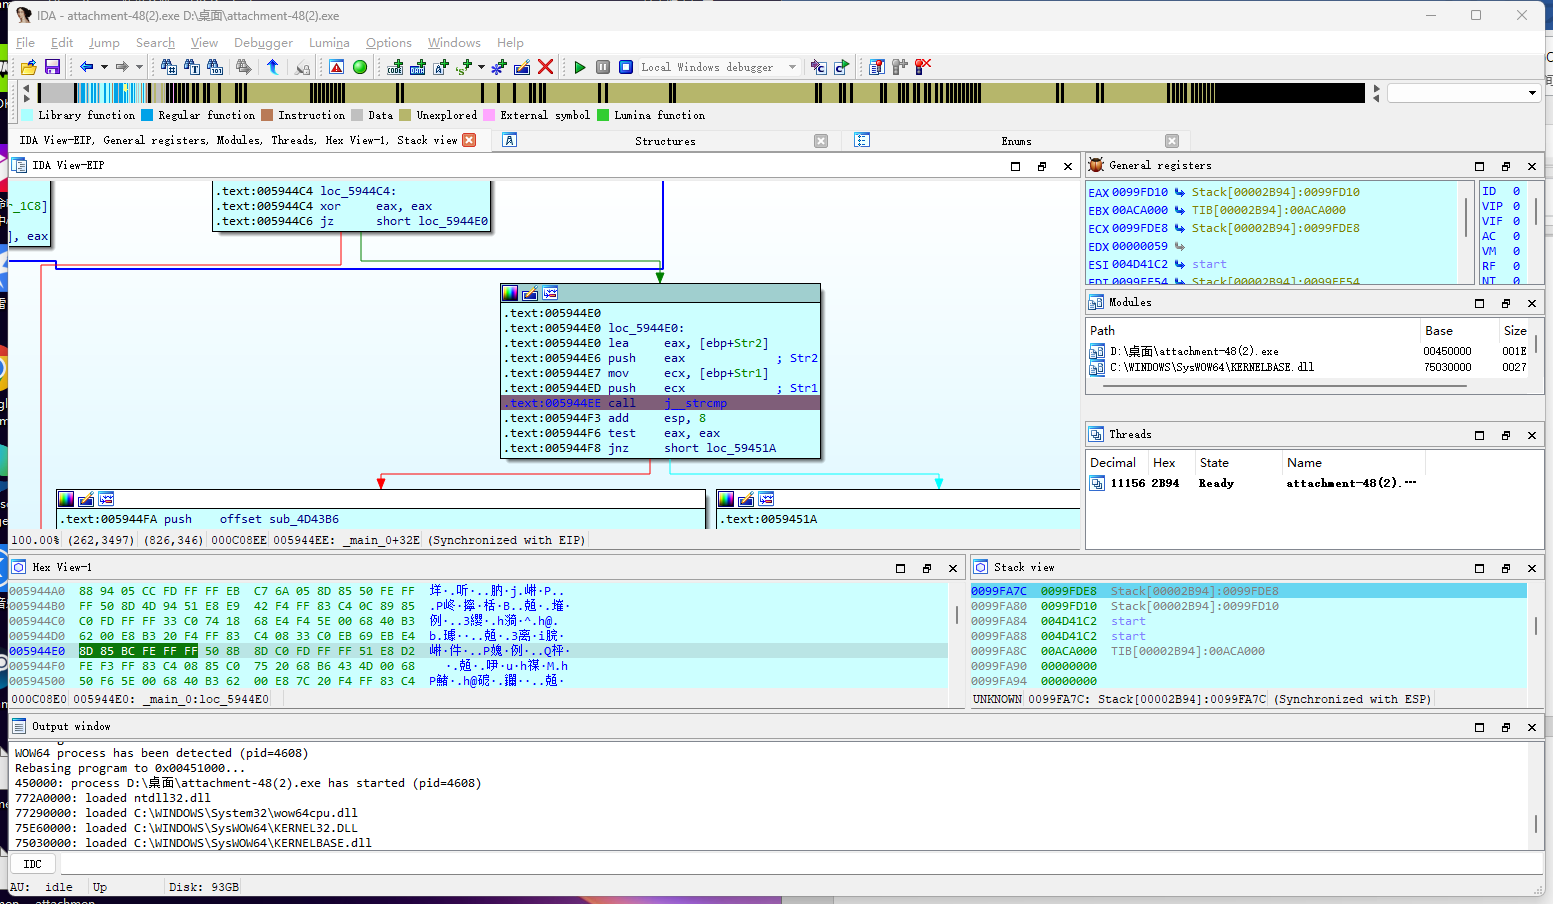 IDA - attachment-48(2).exe D:\桌面\attachment-48(2).exe
File Edit Jump Search View Debugger Lumina Options Windows Help
Local Windows debugger
Library function Regular function Instruction Data Unexplored External symbol Lumina function
IDA View-EIP, General registers, Modules, Threads, Hex View-1, Stack view Structures Enums
IDA View-EIP
_1C8]
], eax
.text:005944C4 loc_5944C4:
.text:005944C4 xor eax, eax
.text:005944C6 jz short loc_5944E0
.text:005944E0
.text:005944E0 loc_5944E0:
.text:005944E0 lea eax, [ebp+Str2]
.text:005944E6 push eax ; Str2
.text:005944E7 mov ecx, [ebp+Str1]
.text:005944ED push ecx ; Str1
.text:005944EE call j__strcmp
.text:005944F3 add esp, 8
.text:005944F6 test eax, eax
.text:005944F8 jnz short loc_59451A
.text:005944FA push offset sub_4D43B6
.text:0059451A
100.00% (262,3497) (826,346) 000C08EE 005944EE: _main_0+32E (Synchronized with EIP)
General registers
EAX 0099FD10 Stack[00002B94]:0099FD10
EBX 00ACA000 TIB[00002B94]:00ACA000
ECX 0099FDE8 Stack[00002B94]:0099FDE8
EDX 00000059
ESI 004D41C2 start
EDI 0099FE54 Stack[00002B94]:0099FE54
ID 0
VIP 0
VIF 0
AC 0
VM 0
RF 0
NT 0
Modules
Path Base Size
D:\桌面\attachment-48(2).exe 00450000 001E
C:\WINDOWS\SysWOW64\KERNELBASE.dll 75030000 0027
Threads
Decimal Hex State Name
11156 2B94 Ready attachment-48(2).···
Hex View-1
005944A0 88 94 05 CC FD FF FF EB C7 6A 05 8D 85 50 FE FF
005944B0 FF 50 8D 4D 94 51 E8 E9 42 F4 FF 83 C4 0C 89 85
005944C0 C0 FD FF FF 33 C0 74 18 68 E4 F4 5E 00 68 40 B3
005944D0 62 00 E8 B3 20 F4 FF 83 C4 08 33 C0 EB 69 EB E4
005944E0 8D 85 BC FE FF FF 50 8B 8D C0 FD FF FF 51 E8 D2
005944F0 FE F3 FF 83 C4 08 85 C0 75 20 68 B6 43 4D 00 68
00594500 50 F6 5E 00 68 40 B3 62 00 E8 7C 20 F4 FF 83 C4
000C08E0 005944E0: _main_0:loc_5944E0
Stack view
0099FA7C 0099FDE8 Stack[00002B94]:0099FDE8
0099FA80 0099FD10 Stack[00002B94]:0099FD10
0099FA84 004D41C2 start
0099FA88 004D41C2 start
0099FA8C 00ACA000 TIB[00002B94]:00ACA000
0099FA90 00000000
0099FA94 00000000
UNKNOWN 0099FA7C: Stack[00002B94]:0099FA7C (Synchronized with ESP)
Output window
WOW64 process has been detected (pid=4608)
Rebasing program to 0x00451000...
450000: process D:\桌面\attachment-48(2).exe has started (pid=4608)
772A0000: loaded ntdll32.dll
77290000: loaded C:\WINDOWS\System32\wow64cpu.dll
75E60000: loaded C:\WINDOWS\SysWOW64\KERNEL32.DLL
75030000: loaded C:\WINDOWS\SysWOW64\KERNELBASE.dll
IDC
AU: idle Up Disk: 93GB